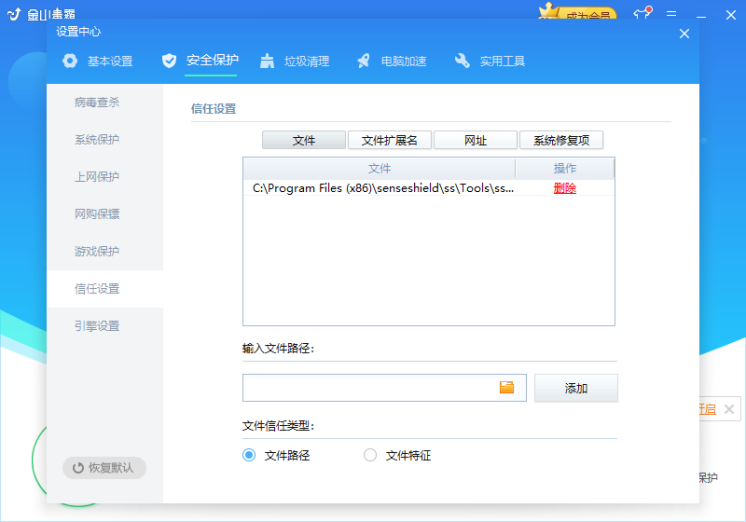 金山毒霸
成为会员
设置中心
基本设置
安全保护
垃圾清理
电脑加速
实用工具
病毒查杀
系统保护
上网保护
网购保镖
游戏保护
信任设置
引擎设置
恢复默认
信任设置
文件
文件扩展名
网址
系统修复项
文件 操作
C:\Program Files (x86)\senseshield\ss\Tools\ss... 删除
输入文件路径:
添加
文件信任类型:
文件路径
文件特征
开启
保护